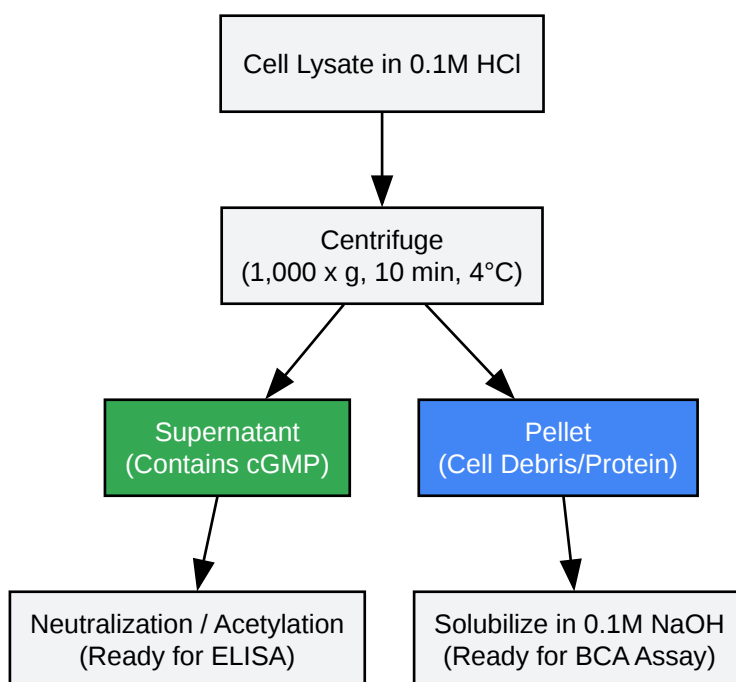 Cell Lysate in 0.1M HCl
Centrifuge
(1,000 x g, 10 min, 4°C)
Supernatant
(Contains cGMP)
Pellet
(Cell Debris/Protein)
Neutralization / Acetylation
(Ready for ELISA)
Solubilize in 0.1M NaOH
(Ready for BCA Assay)